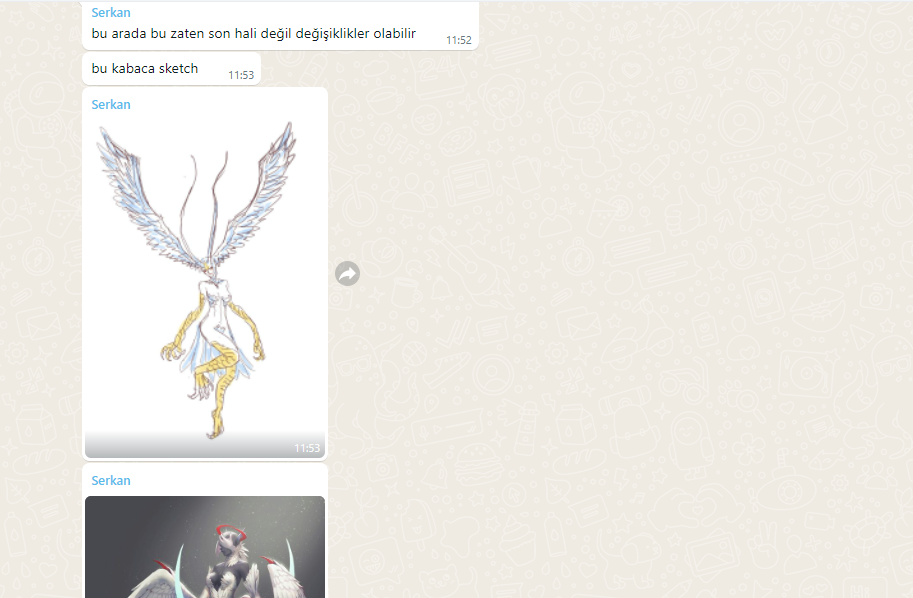 Serkan
bu arada bu zaten son hali değil değişiklikler olabilir
11:52
bu kabaca sketch
11:53
Serkan
11:53
Serkan